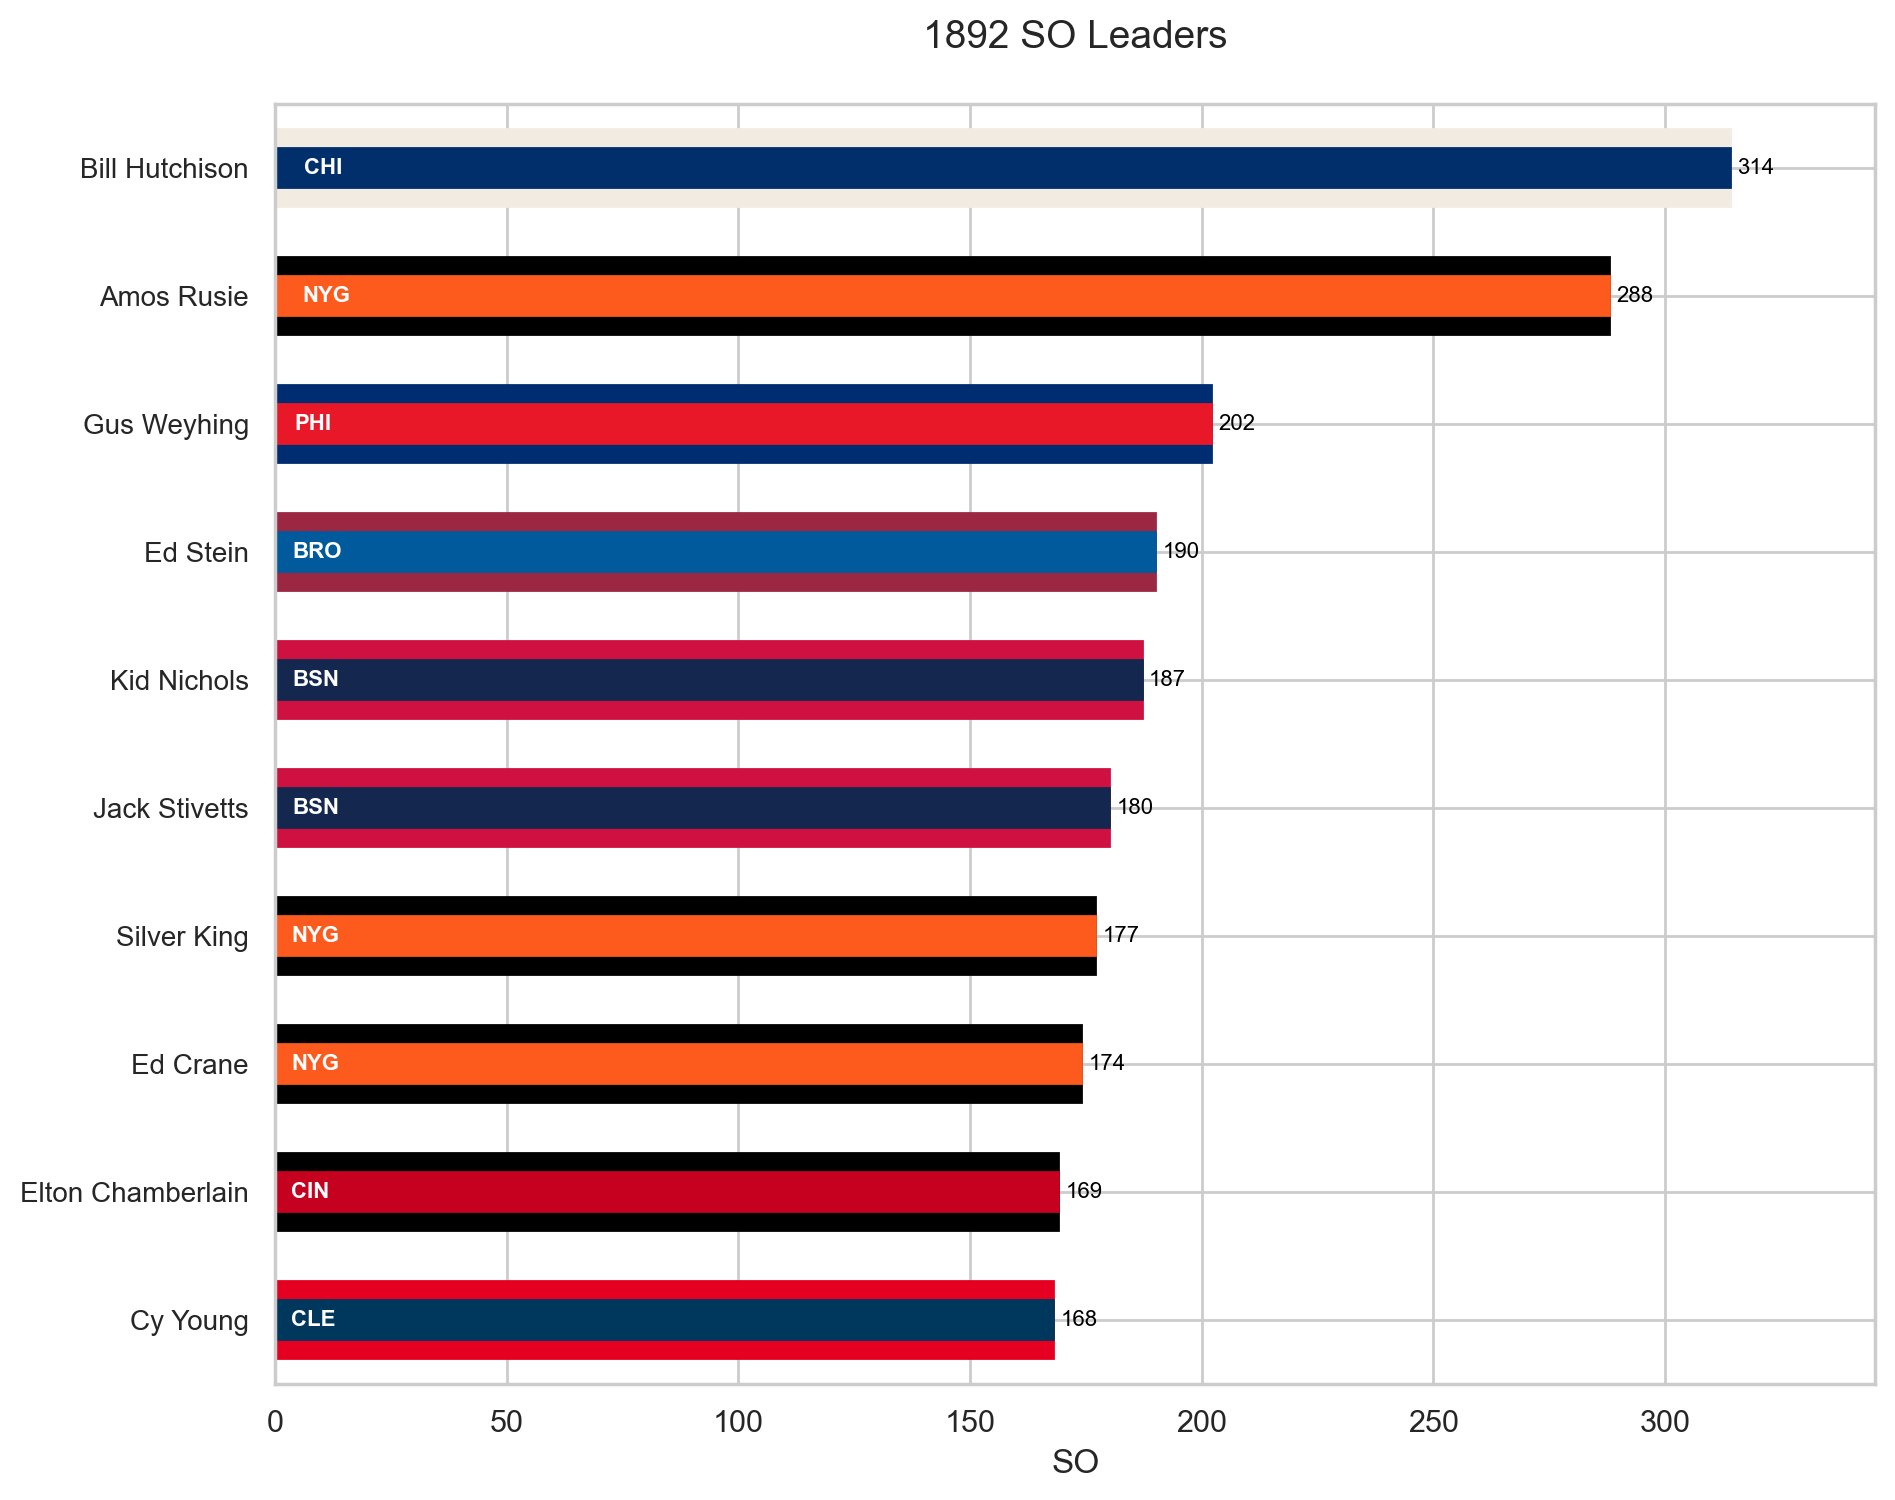 1892 SO Leaders
Bill Hutchison CHI 314
Amos Rusie NYG 288
Gus Weyhing PHI 202
Ed Stein BRO 190
Kid Nichols BSN 187
Jack Stivetts BSN 180
Silver King NYG 177
Ed Crane NYG 174
Elton Chamberlain CIN 169
Cy Young CLE 168
0 50 100 150 200 250 300
SO